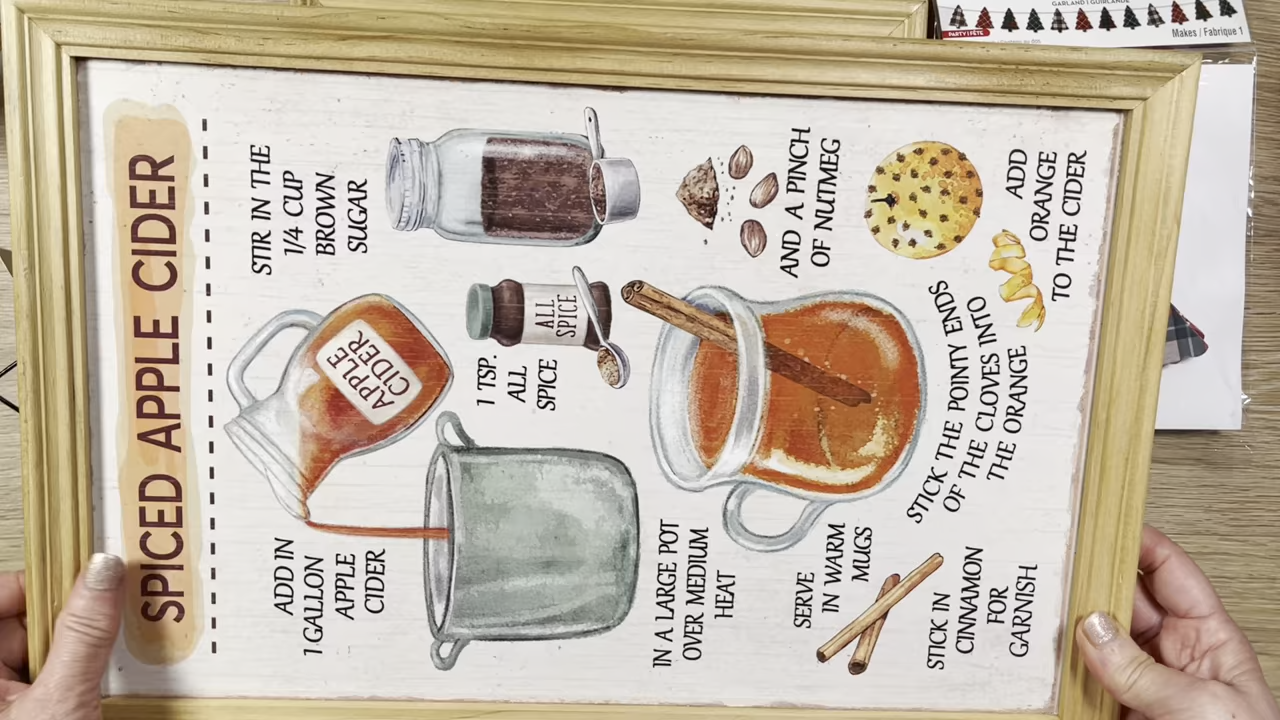 SPICED APPLE CIDER
ADD IN
1 GALLON
APPLE
CIDER
APPLE
CIDER
STIR IN THE
1/4 CUP
BROWN
SUGAR
1 TSP.
ALL
SPICE
ALL
SPICE
IN A LARGE POT
OVER MEDIUM
HEAT
AND A PINCH
OF NUTMEG
SERVE
IN WARM
MUGS
STICK THE POINTY ENDS
OF THE CLOVES INTO
THE ORANGE
ADD
ORANGE
TO THE CIDER
STICK IN
CINNAMON
FOR
GARNISH
GARLAND | GUIRLANDE
PARTY | FÊTE
Makes / Fabrique 1